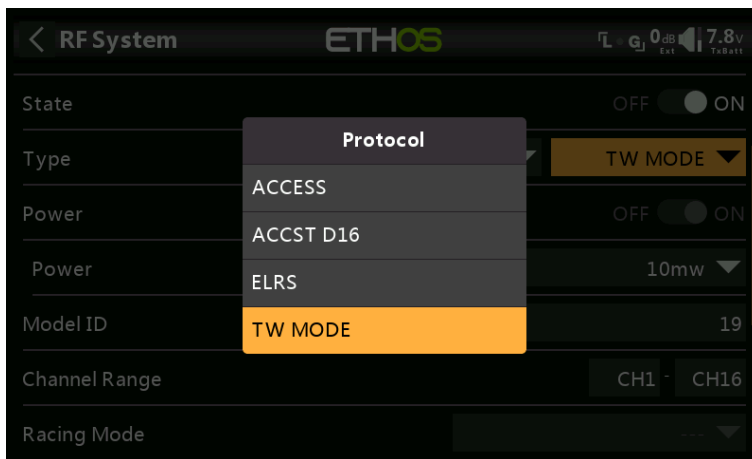 RF System ETHOS L G 0dB Ext 7.8V TxBatt
State OFF ON
Protocol
Type TW MODE
ACCESS
Power OFF ON
ACCST D16
Power 10mw
ELRS
Model ID 19
TW MODE
Channel Range CH1 - CH16
Racing Mode ---